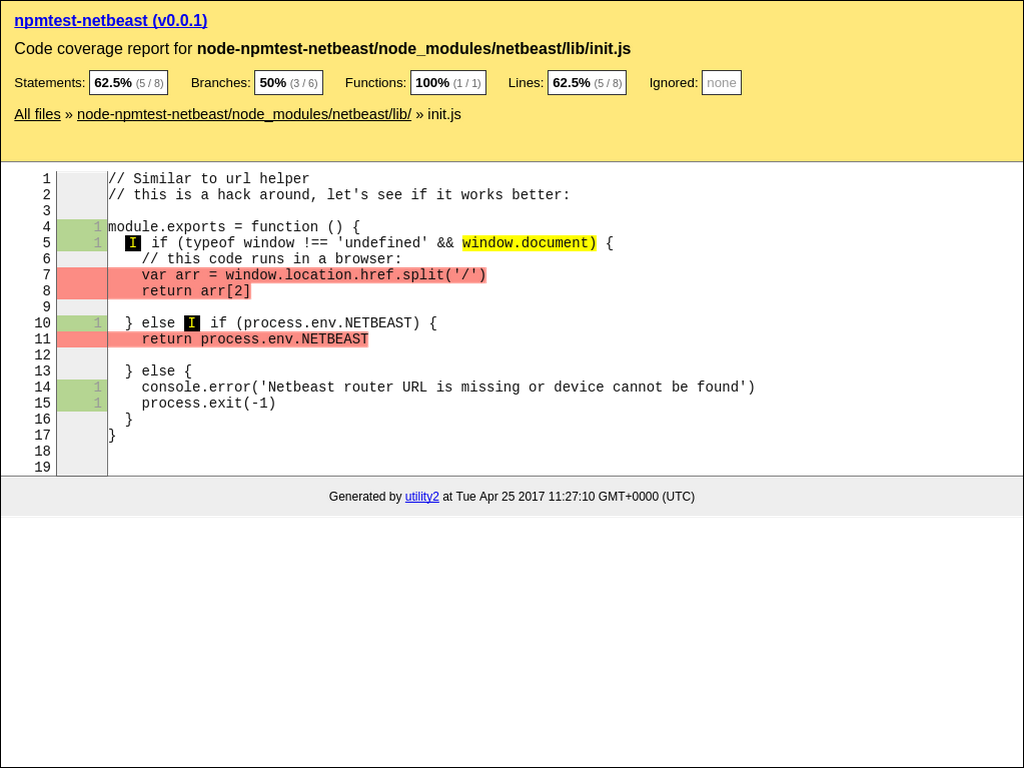 npmtest-netbeast (v0.0.1)
Code coverage report for node-npmtest-netbeast/node_modules/netbeast/lib/init.js
Statements: 62.5% (5 / 8) Branches: 50% (3 / 6) Functions: 100% (1 / 1) Lines: 62.5% (5 / 8) Ignored: none
All files » node-npmtest-netbeast/node_modules/netbeast/lib/ » init.js
1 // Similar to url helper
2 // this is a hack around, let's see if it works better:
3
4 1 module.exports = function () {
5 1 I if (typeof window !== 'undefined' && window.document) {
6 // this code runs in a browser:
7 var arr = window.location.href.split('/')
8 return arr[2]
9
10 1 } else I if (process.env.NETBEAST) {
11 return process.env.NETBEAST
12
13 } else {
14 1 console.error('Netbeast router URL is missing or device cannot be found')
15 1 process.exit(-1)
16 }
17 }
18
19
Generated by utility2 at Tue Apr 25 2017 11:27:10 GMT+0000 (UTC)